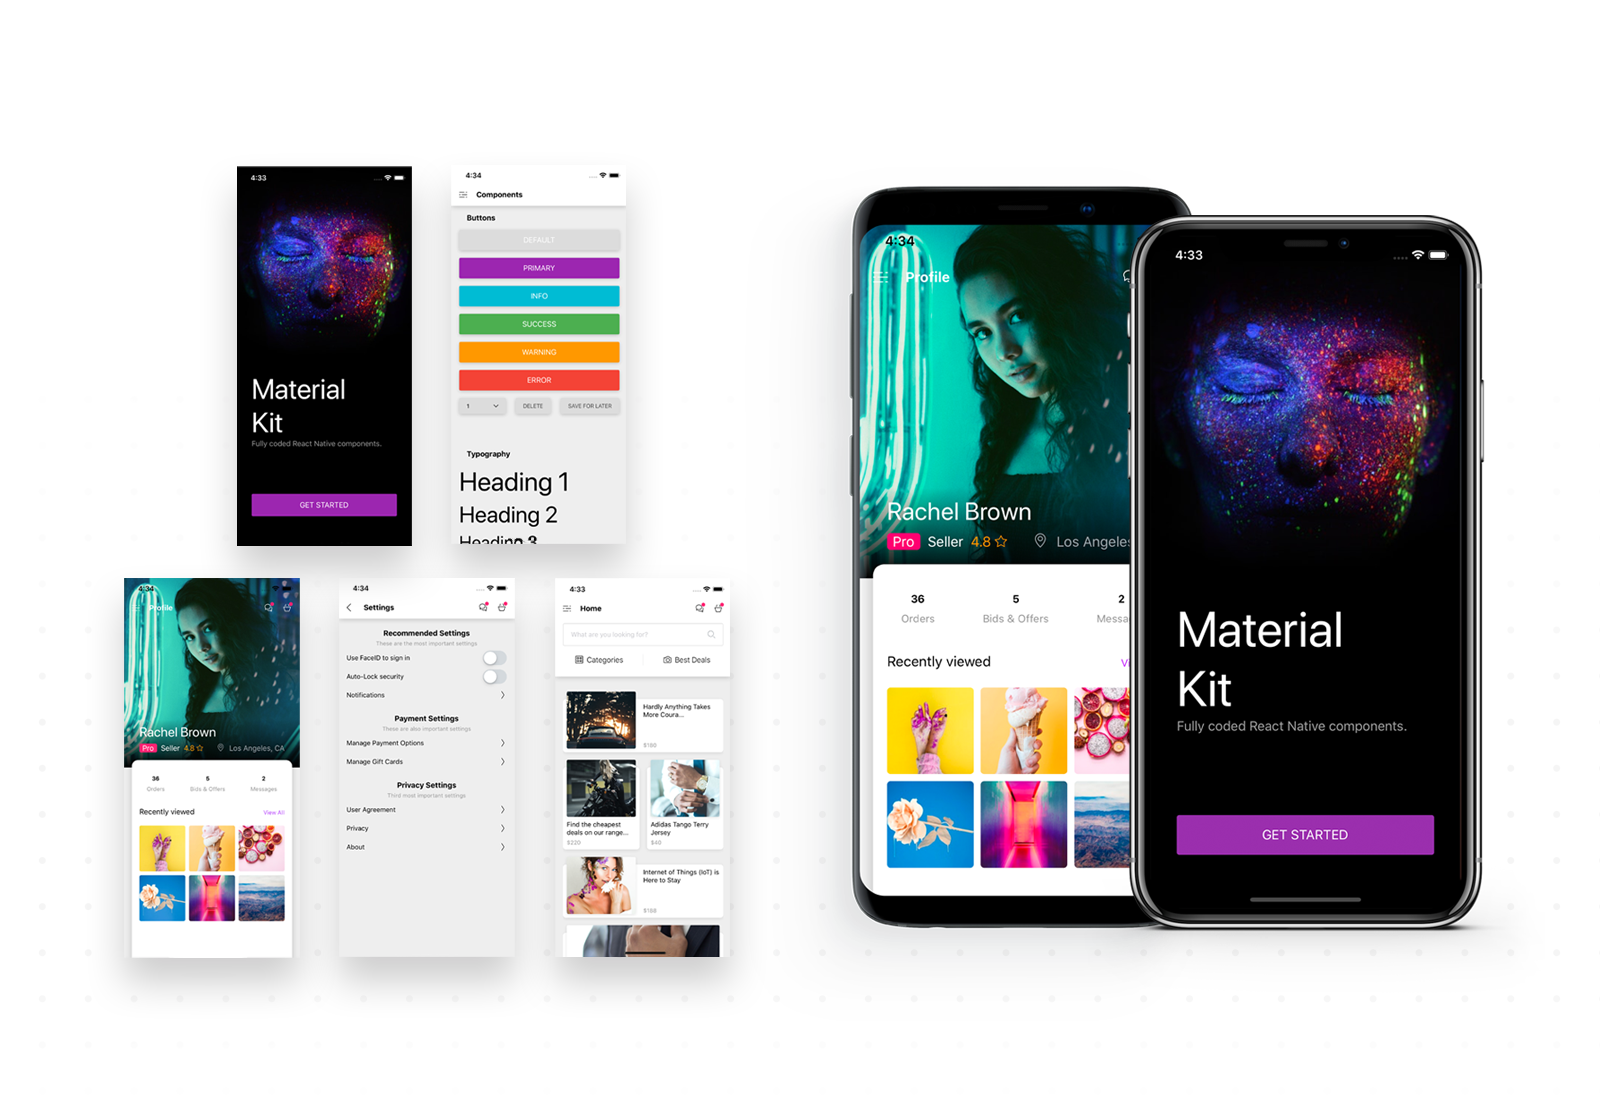 4:33
Material
Kit
Fully coded React Native components.
GET STARTED
4:34
Components
Buttons
DEFAULT
PRIMARY
INFO
SUCCESS
WARNING
ERROR
1 DELETE SAVE FOR LATER
Typography
Heading 1
Heading 2
Heading 3
4:34
Profile
Rachel Brown
Pro Seller 4.8 Los Angeles, CA
36 5 2
Orders Bids & Offers Messages
Recently viewed View All
4:34
Settings
Recommended Settings
These are the most important settings
Use FaceID to sign in
Auto-Lock security
Notifications
Payment Settings
These are also important settings
Manage Payment Options
Manage Gift Cards
Privacy Settings
Third most important settings
User Agreement
Privacy
About
4:33
Home
What are you looking for?
Categories Best Deals
Hardly Anything Takes
More Coura...
$180
Find the cheapest
deals on our range...
$220
Adidas Tango Terry
Jersey
$40
Internet of Things (IoT) is
Here to Stay
$188
4:34
Profile
Rachel Brown
Pro Seller 4.8 Los Angeles
36 5 2
Orders Bids & Offers Messa
Recently viewed Vi
4:33
Material
Kit
Fully coded React Native components.
GET STARTED